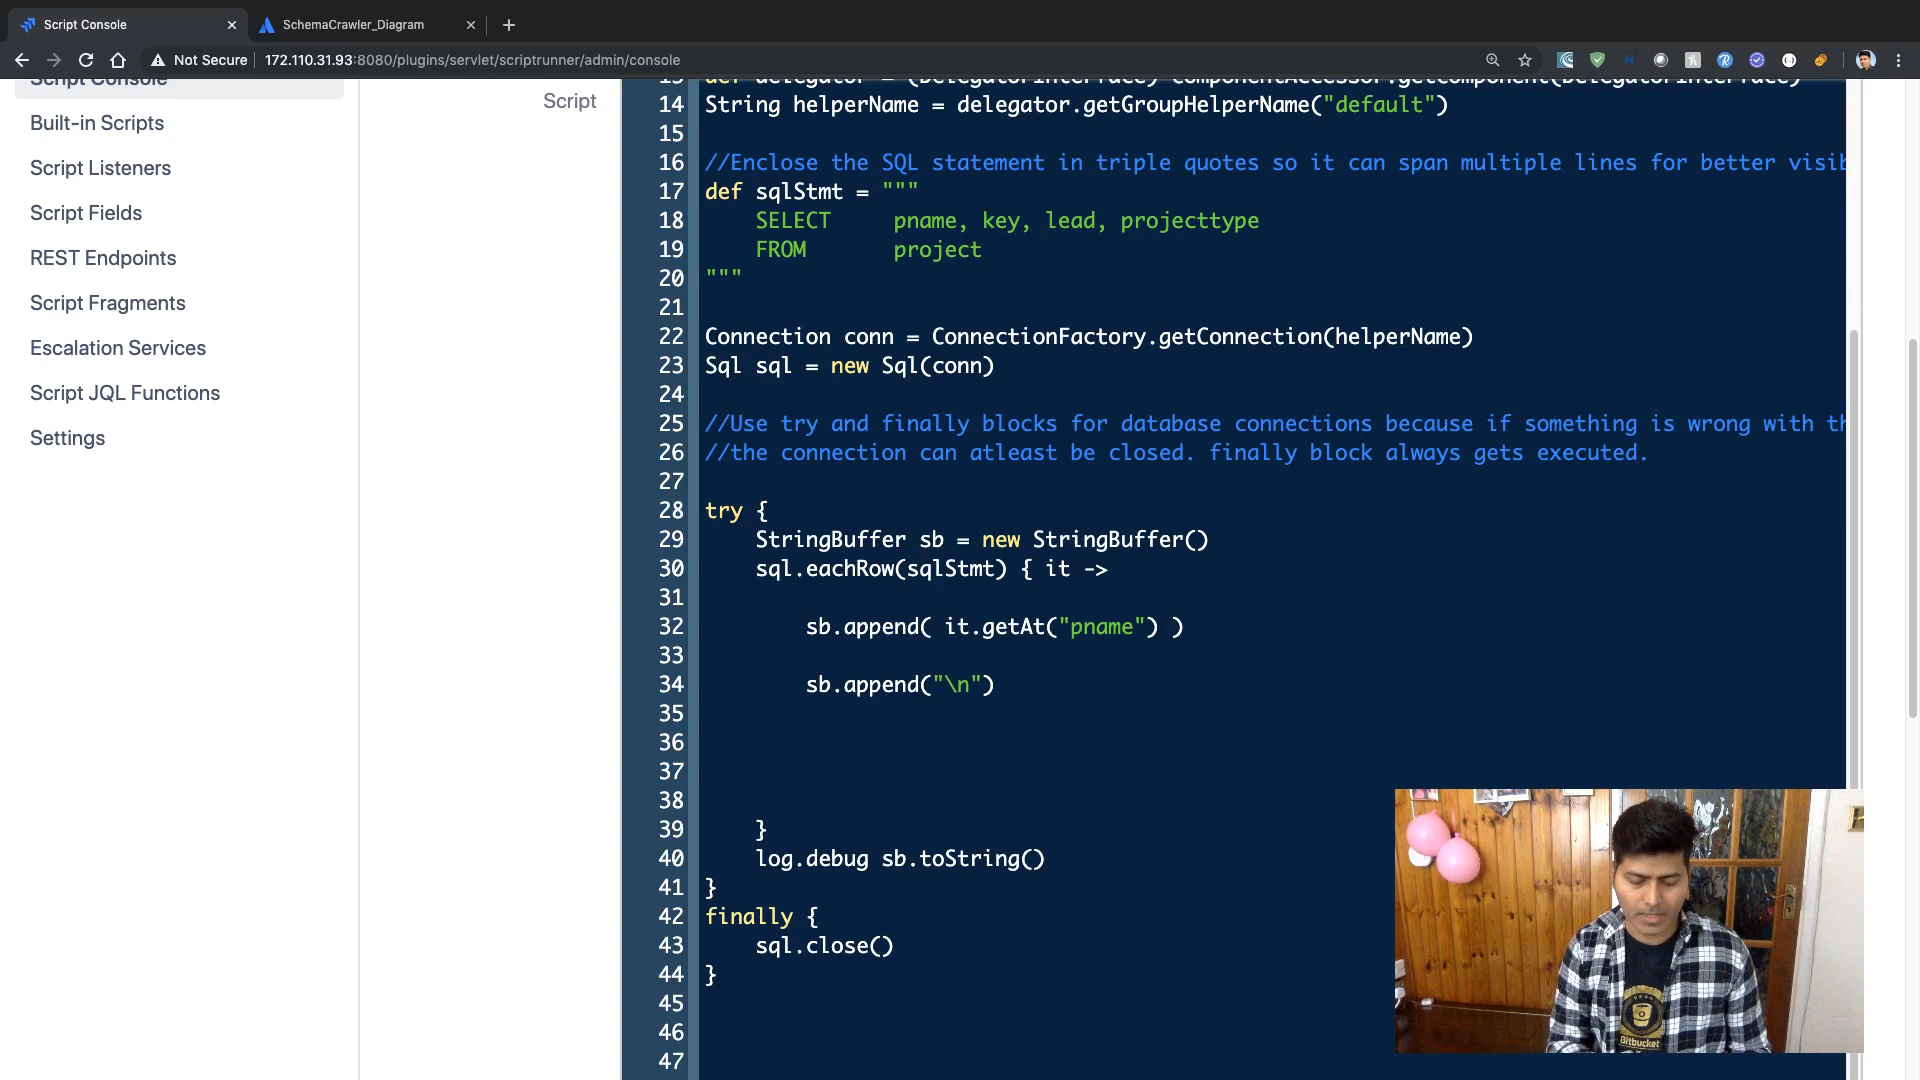 Script Console
SchemaCrawler_Diagram
Not Secure
172.110.31.93:8080/plugins/servlet/scriptrunner/admin/console
Script Console
Built-in Scripts
Script Listeners
Script Fields
REST Endpoints
Script Fragments
Escalation Services
Script JQL Functions
Settings
Script
13 def delegator = (DelegatorInterface) ComponentAccessor.getComponent(DelegatorInterface)
14 String helperName = delegator.getGroupHelperName("default")
15
16 //Enclose the SQL statement in triple quotes so it can span multiple lines for better visib
17 def sqlStmt = """
18 SELECT pname, key, lead, projecttype
19 FROM project
20 """
21
22 Connection conn = ConnectionFactory.getConnection(helperName)
23 Sql sql = new Sql(conn)
24
25 //Use try and finally blocks for database connections because if something is wrong with th
26 //the connection can atleast be closed. finally block always gets executed.
27
28 try {
29 StringBuffer sb = new StringBuffer()
30 sql.eachRow(sqlStmt) { it ->
31
32 sb.append( it.getAt("pname") )
33
34 sb.append("\n")
35
36
37
38
39 }
40 log.debug sb.toString()
41 }
42 finally {
43 sql.close()
44 }
45
46
47
Bitbucket